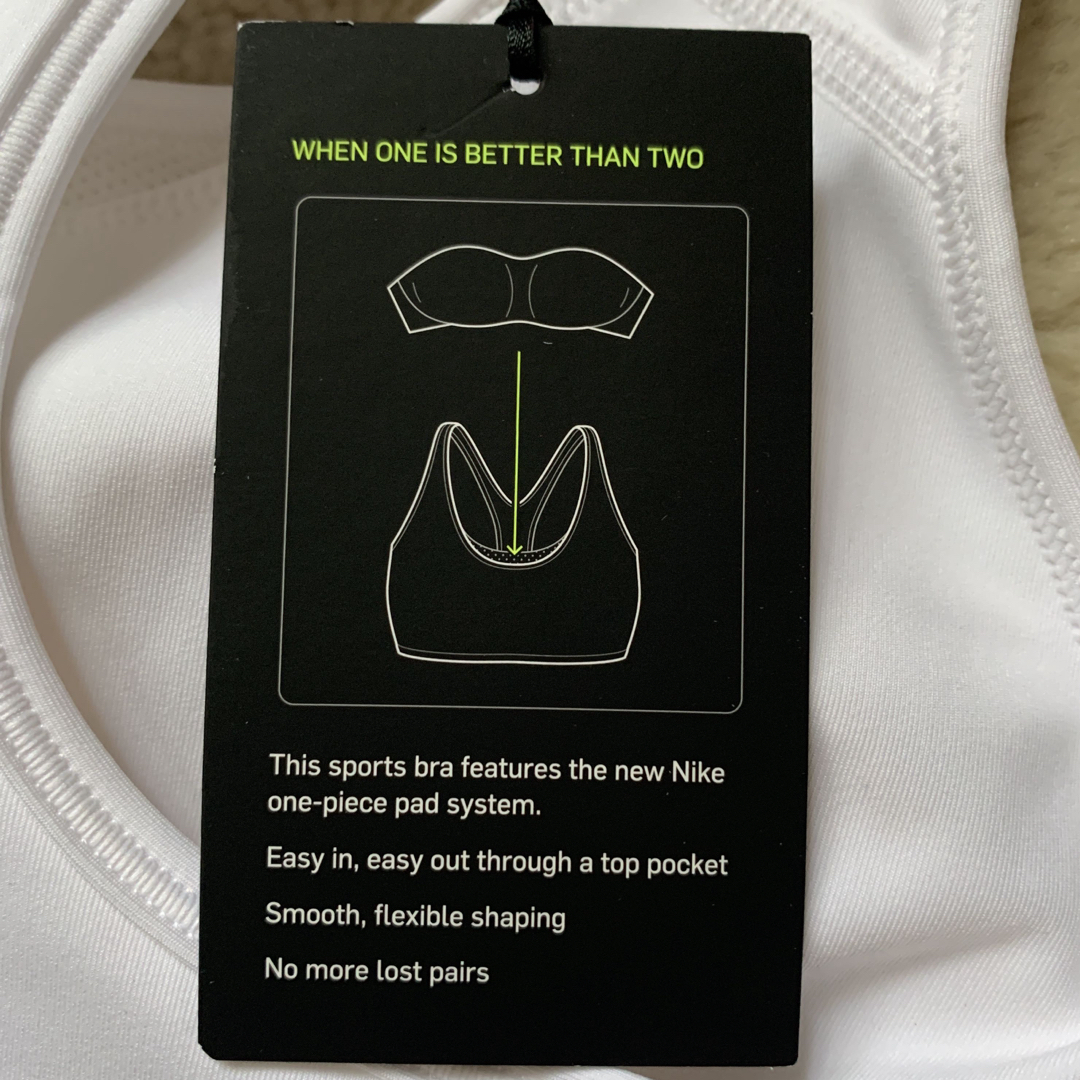 WHEN ONE IS BETTER THAN TWO
This sports bra features the new Nike
one-piece pad system.
Easy in, easy out through a top pocket
Smooth, flexible shaping
No more lost pairs